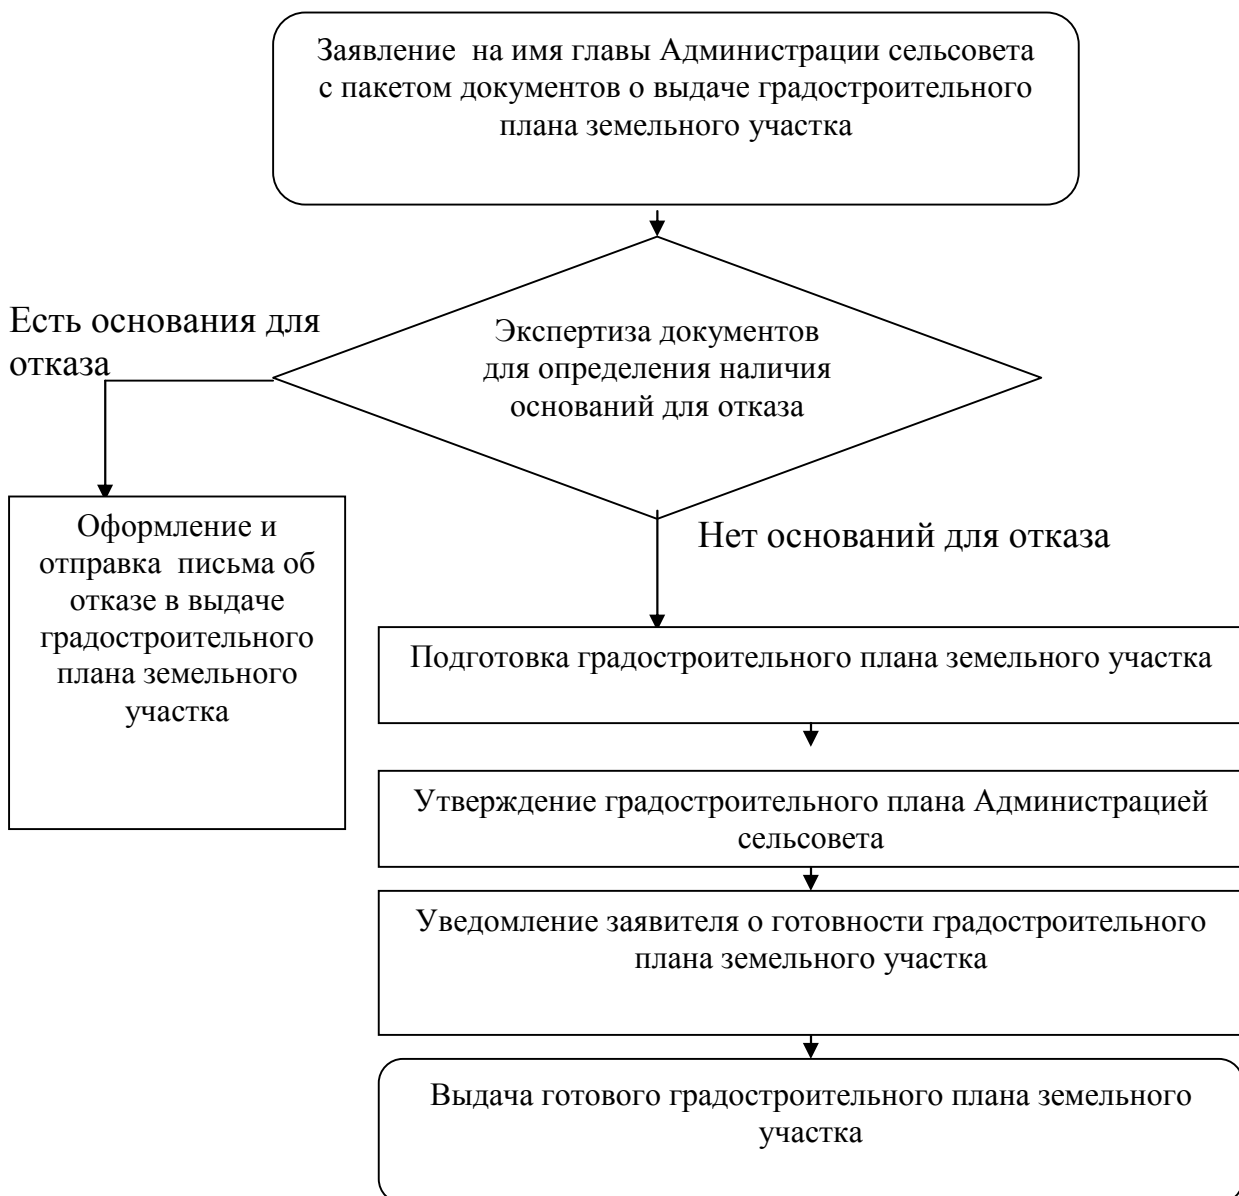 Заявление на имя главы Администрации сельсовета
с пакетом документов о выдаче градостроительного
плана земельного участка
Есть основания для
отказа
Экспертиза документов
для определения наличия
оснований для отказа
Оформление и
отправка письма об
отказе в выдаче
градостроительного
плана земельного
участка
Нет оснований для отказа
Подготовка градостроительного плана земельного участка
Утверждение градостроительного плана Администрацией
сельсовета
Уведомление заявителя о готовности градостроительного
плана земельного участка
Выдача готового градостроительного плана земельного
участка